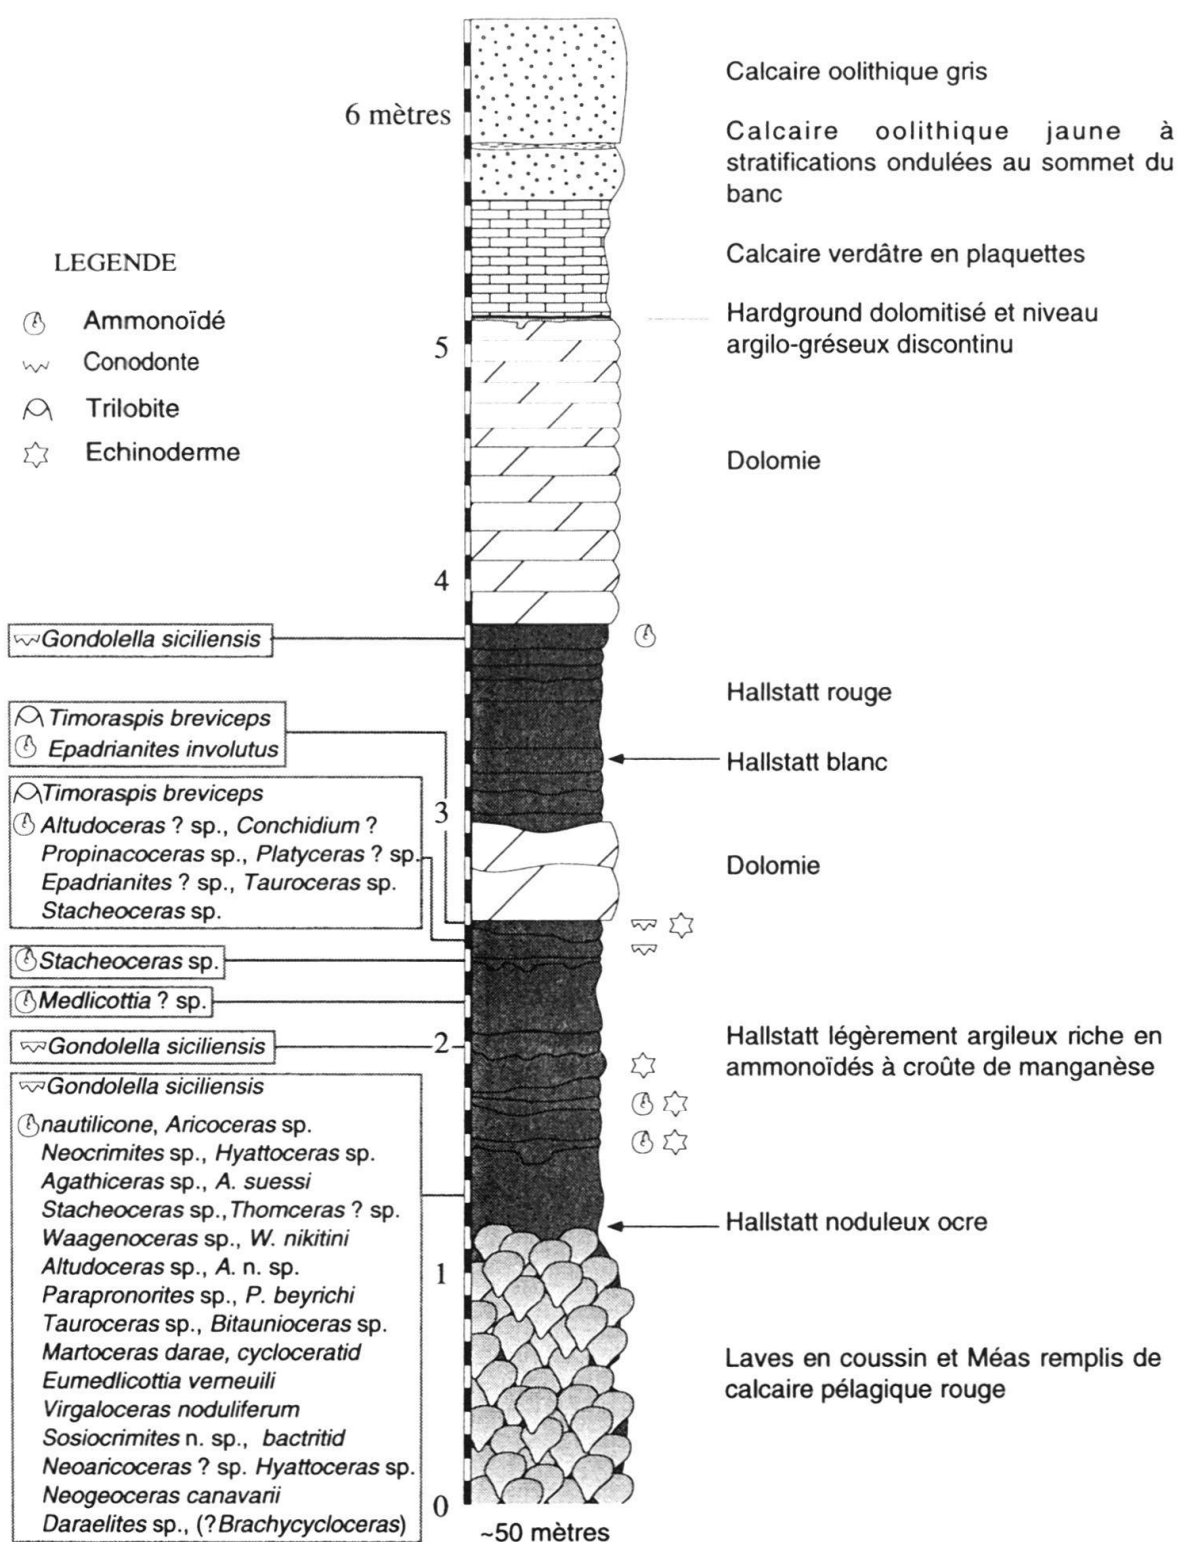 Calcaire oolithique gris
6 mètres
Calcaire oolithique jaune à
stratifications ondulées au sommet du
banc
Calcaire verdâtre en plaquettes
LEGENDE
Ammonoïdé
Conodonte
Trilobite
Echinoderme
Hardground dolomitisé et niveau
argilo-gréseux discontinu
5
Dolomie
4
Gondolella siciliensis
Hallstatt rouge
Timoraspis breviceps
Epadrianites involutus
Hallstatt blanc
Timoraspis breviceps
Altudoceras ? sp., Conchidium ?
Propinacoceras sp., Platyceras ? sp.
Epadrianites ? sp., Tauroceras sp.
Stacheoceras sp.
3
Dolomie
Stacheoceras sp.
Medlicottia ? sp.
Gondolella siciliensis
2
Hallstatt légèrement argileux riche en
ammonoïdés à croûte de manganèse
Gondolella siciliensis
nautilicone, Aricoceras sp.
Neocrimites sp., Hyattoceras sp.
Agathiceras sp., A. suessi
Stacheoceras sp., Thomceras ? sp.
Waagenoceras sp., W. nikitini
Altudoceras sp., A. n. sp.
Parapronorites sp., P. beyrichi
Tauroceras sp., Bitaunioceras sp.
Martoceras darae, cycloceratid
Eumedlicottia verneuili
Virgaloceras noduliferum
Sosiocrimites n. sp., bactritid
Neoaricoceras ? sp. Hyattoceras sp.
Neogeoceras canavarii
Daraelites sp., (?Brachycycloceras)
Hallstatt noduleux ocre
1
Laves en coussin et Méas remplis de
calcaire pélagique rouge
0
~50 mètres